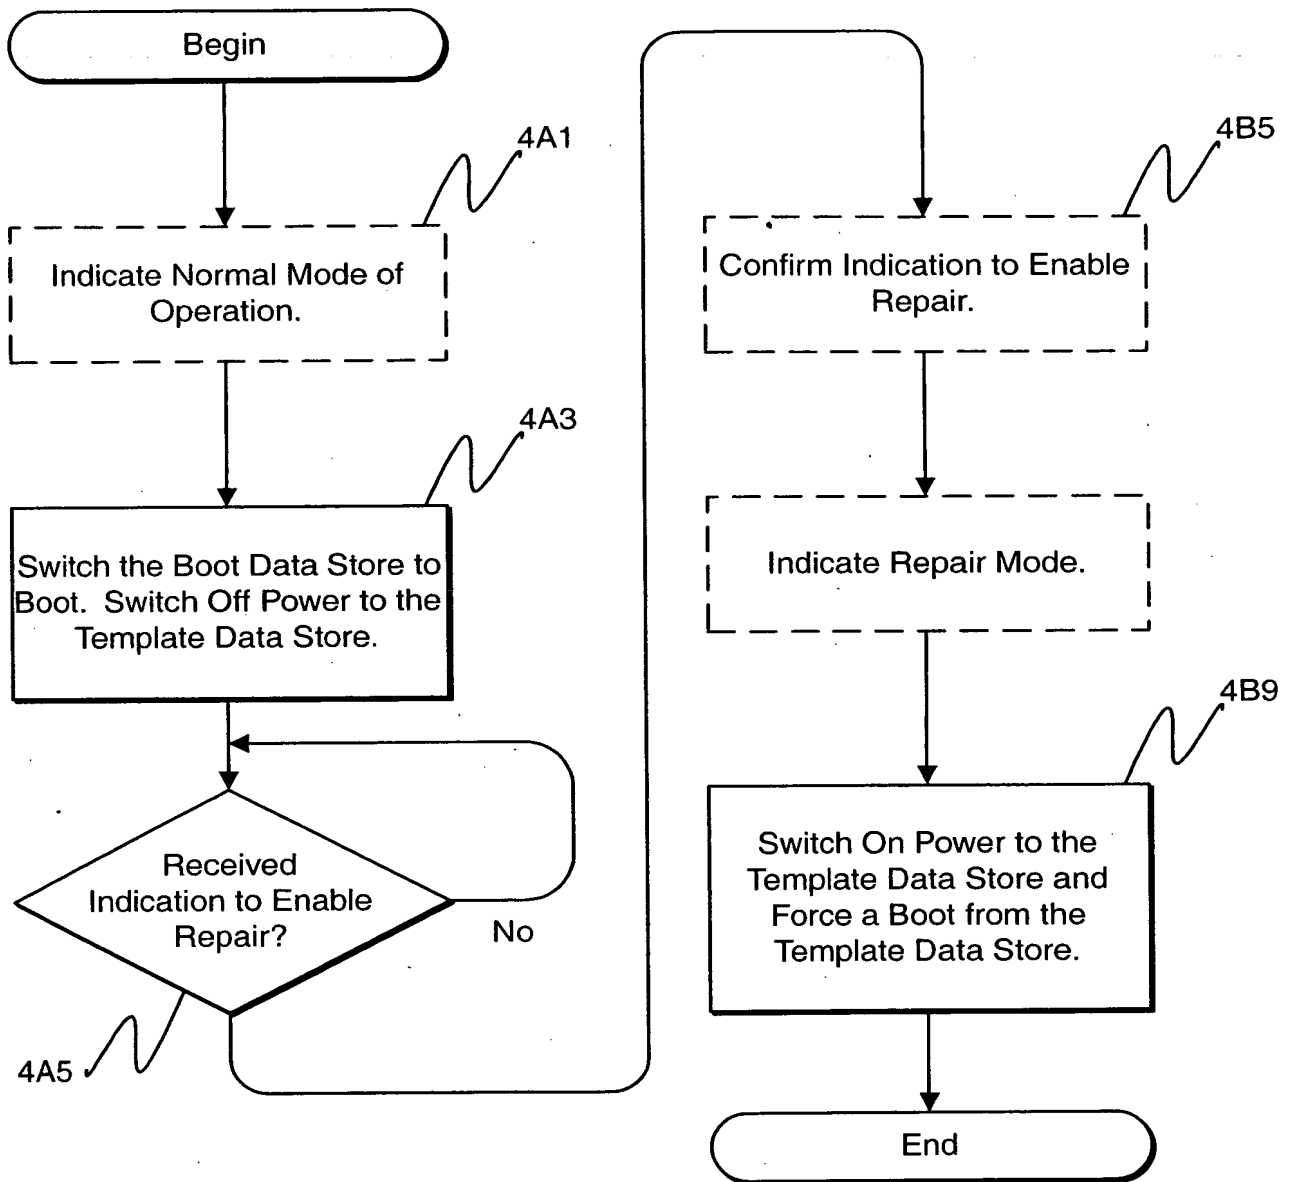 Begin
4A1
Indicate Normal Mode of
Operation.
4A3
Switch the Boot Data Store to
Boot.  Switch Off Power to the
Template Data Store.
Received
Indication to Enable
Repair?
No
4A5
4B5
Confirm Indication to Enable
Repair.
Indicate Repair Mode.
4B9
Switch On Power to the
Template Data Store and
Force a Boot from the
Template Data Store.
End